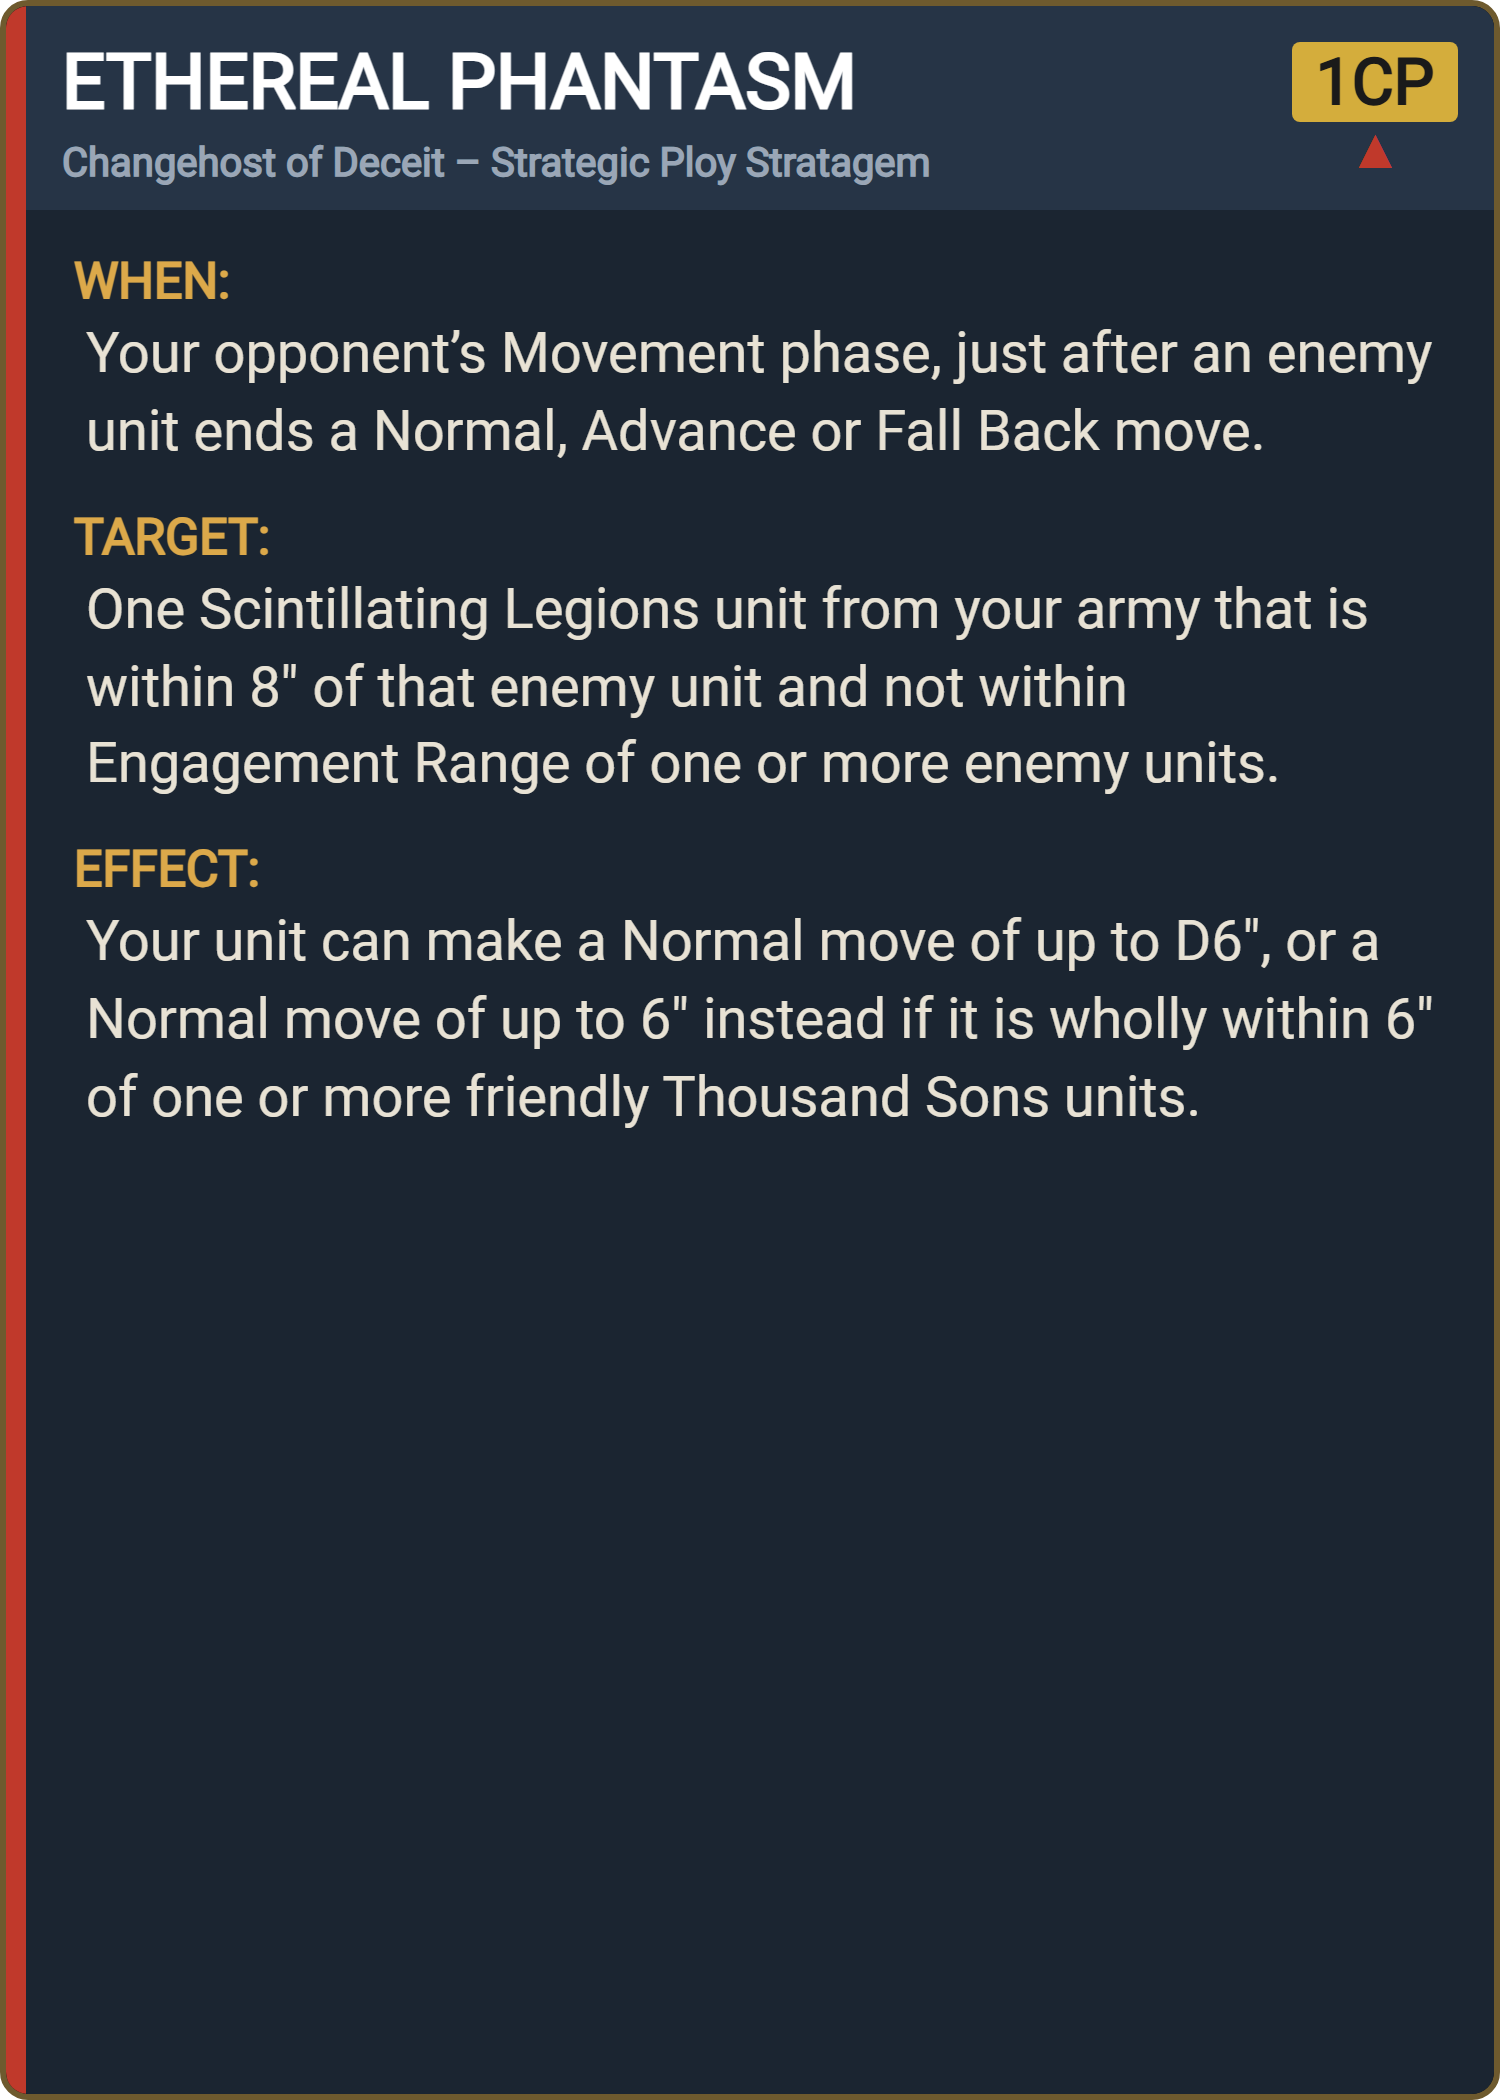 ETHEREAL PHANTASM
1CP
Changehost of Deceit – Strategic Ploy Stratagem
WHEN:
Your opponent’s Movement phase, just after an enemy
unit ends a Normal, Advance or Fall Back move.
TARGET:
One Scintillating Legions unit from your army that is
within 8" of that enemy unit and not within
Engagement Range of one or more enemy units.
EFFECT:
Your unit can make a Normal move of up to D6", or a
Normal move of up to 6" instead if it is wholly within 6"
of one or more friendly Thousand Sons units.